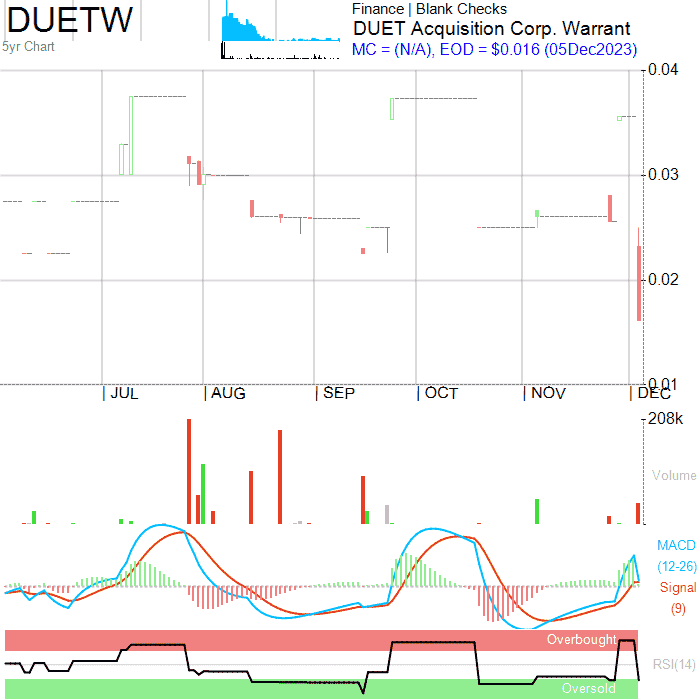 DUETW
5yr Chart
Finance | Blank Checks
DUET Acquisition Corp. Warrant
MC = (N/A), EOD = $0.016 (05Dec2023)
0.04
0.03
0.02
0.01
| JUL | AUG | SEP | OCT | NOV | DEC
208k
Volume
MACD
(12-26)
Signal
(9)
Overbought
RSI(14)
Oversold